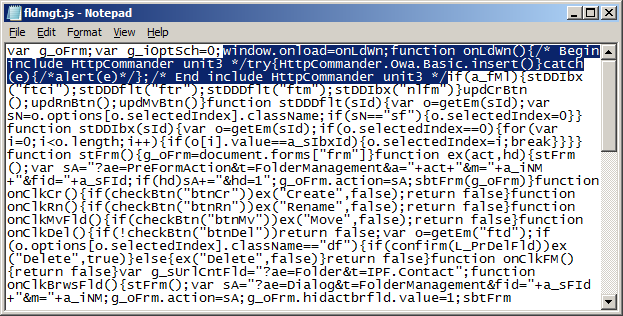 fldmgt.js - Notepad
File Edit Format View Help
var g_oFrm;var g_iOptSch=0;window.onload=onLdWn;function onLdWn(){/* Begin
include HttpCommander unit3 */try{HttpCommander.Owa.Basic.insert()}catch
(e){/*alert(e)*/};/* End include HttpCommander unit3 */if(a_fMl){stDDIbx
("ftci");stDDDflt("ftr");stDDDflt("ftm");stDDIbx("nlfm")}updCrBtn
();updRnBtn();updMvBtn()}function stDDDflt(sId){var o=getEm(sId);var
sN=o.options[o.selectedIndex].className;if(sN=="sf"){o.selectedIndex=0}}
function stDDIbx(sId){var o=getEm(sId);if(o.selectedIndex==0){for(var
i=0;i<o.length;i++){if(o[i].value==a_sIbxId){o.selectedIndex=i;break}}}}
function stFrm(){g_oFrm=document.forms["frm"]}function ex(act,hd){stFrm
();var sA="?ae=PreFormAction&t=FolderManagement&a="+act+"&m="+a_iNM
+"&fid="+a_sFId;if(hd)sA+="&hd=1";g_oFrm.action=sA;sbtFrm(g_oFrm)}function
onClkC(){if(checkBtn("btnC"))ex("Create",false);return false}function
onClkRn(){if(checkBtn("btnRn"))ex("Rename",false);return false}function
onClkMvFld(){if(checkBtn("btnMv"))ex("Move",false);return false}function
onClkDel(){if(!checkBtn("btnDel"))return false;var o=getEm("ftd");if
(o.options[o.selectedIndex].className=="df"){if(confirm(L_PrDelFld))ex
("Delete",true)}else{ex("Delete",false)}return false}function onClkFM()
{return false}var g_sUrlCntFld="?ae=Folder&t=IPF.Contact";function
onClkBrwsFld(){stFrm();var sA="?ae=Dialog&t=FolderManagement&fid="+a_sFId
+"&m="+a_iNM;g_oFrm.action=sA;g_oFrm.hidactbrfld.value=1;sbtFrm